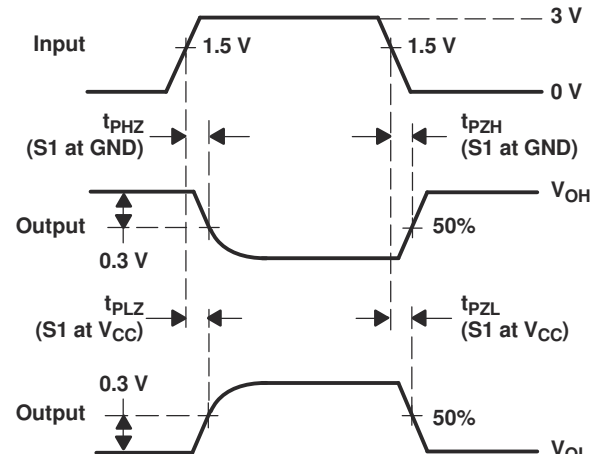 3 V
Input
1.5 V
1.5 V
0 V
tPHZ
(S1 at GND)
tPZH
(S1 at GND)
VOH
Output
50%
0.3 V
tPLZ
(S1 at VCC)
tPZL
(S1 at VCC)
0.3 V
Output
50%
VOL